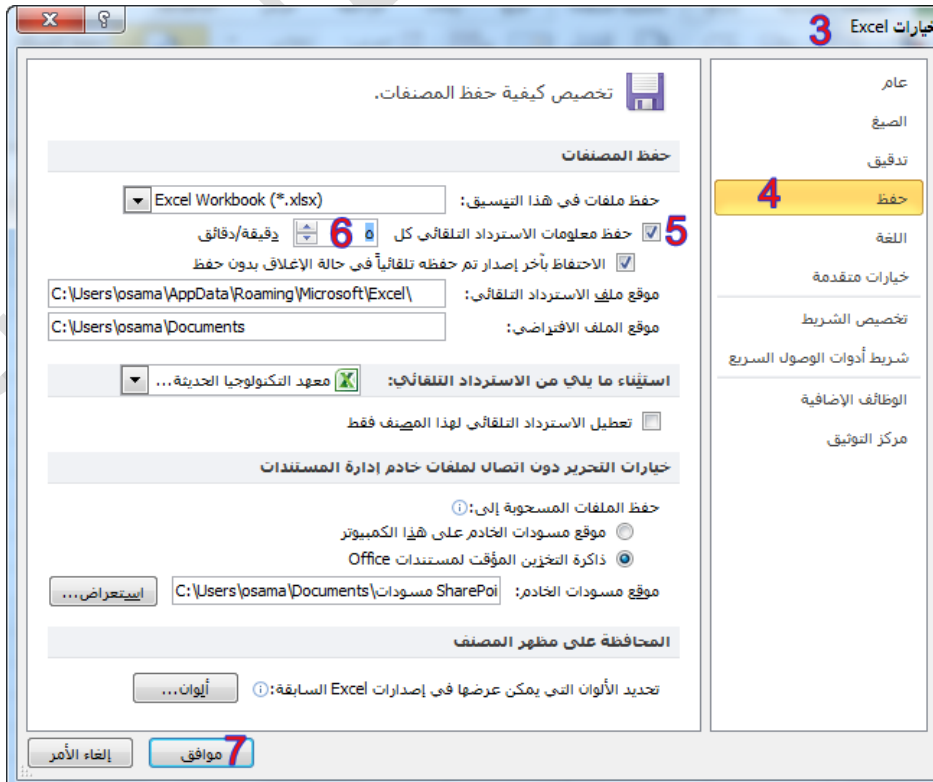 خيارات Excel 3
عام
الصيغ
تدقيق
حفظ 4
اللغة
خيارات متقدمة
تخصيص الشريط
شريط أدوات الوصول السريع
الوظائف الإضافية
مركز التوثيق
تخصيص كيفية حفظ المصنفات.
حفظ المصنفات
حفظ ملفات في هذا التنسيق: Excel Workbook (*.xlsx)
5 حفظ معلومات الاسترداد التلقائي كل ٥ 6 دقيقة/دقائق
الاحتفاظ بآخر إصدار تم حفظه تلقائياً في حالة الإغلاق بدون حفظ
موقع ملف الاسترداد التلقائي: C:\Users\osama\AppData\Roaming\Microsoft\Excel\
موقع الملف الافتراضي: C:\Users\osama\Documents
استثناء ما يلي من الاسترداد التلقائي: معهد التكنولوجيا الحديثة...
تعطيل الاسترداد التلقائي لهذا المصنف فقط
خيارات التحرير دون اتصال لملفات خادم إدارة المستندات
حفظ الملفات المسحوبة إلى:
موقع مسودات الخادم على هذا الكمبيوتر
ذاكرة التخزين المؤقت لمستندات Office
موقع مسودات الخادم: C:\Users\osama\Documents\مسودات SharePoi استعراض...
المحافظة على مظهر المصنف
تحديد الألوان التي يمكن عرضها في إصدارات Excel السابقة: ألوان...
7 موافق إلغاء الأمر